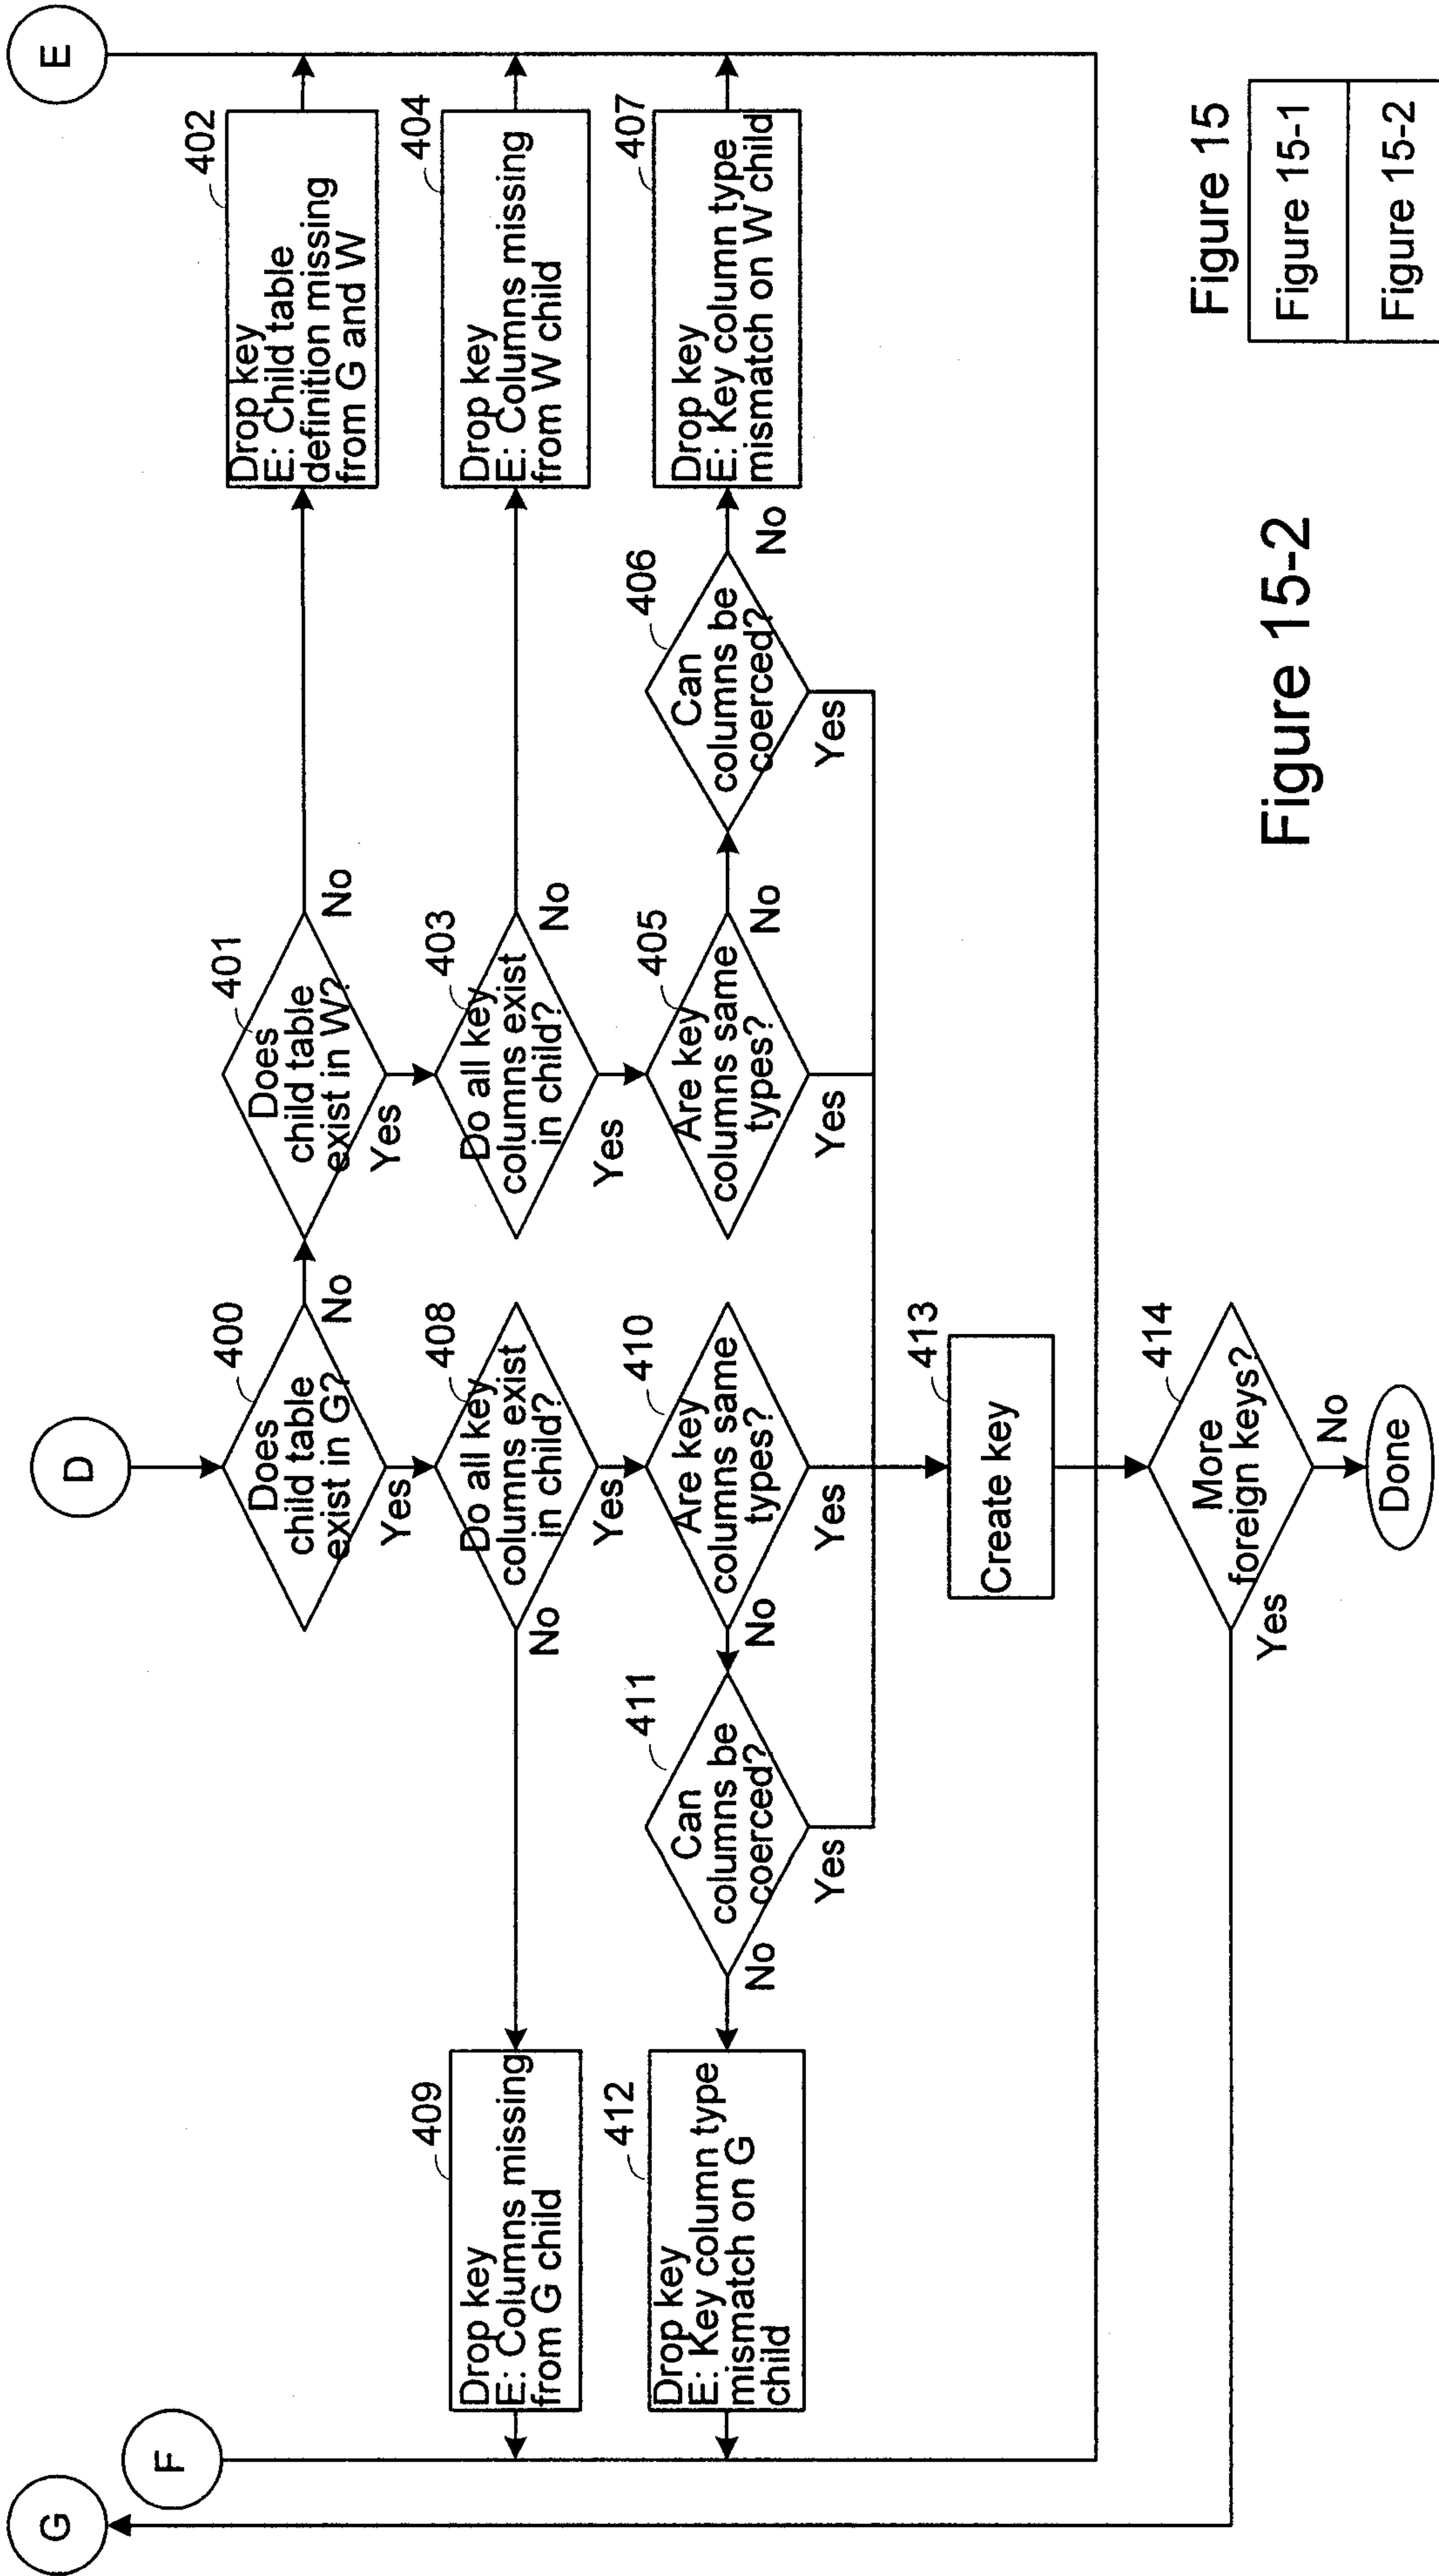 G
F
D
E
400
Does
child table
exist in G?
No
Yes
401
Does
child table
exist in W?
No
Yes
402
Drop key
E: Child table
definition missing
from G and W
409
Drop key
E: Columns missing
from G child
No
408
Do all key
columns exist
in child?
Yes
403
Do all key
columns exist
in child?
No
Yes
404
Drop key
E: Columns missing
from W child
412
Drop key
E: Key column type
mismatch on G
child
No
411
Can
columns be
coerced?
Yes
No
410
Are key
columns same
types?
Yes
405
Are key
columns same
types?
No
Yes
406
Can
columns be
coerced?
No
Yes
407
Drop key
E: Key column type
mismatch on W child
413
Create key
414
More
foreign keys?
Yes
No
Done
Figure 15-2
Figure 15
Figure 15-1
Figure 15-2